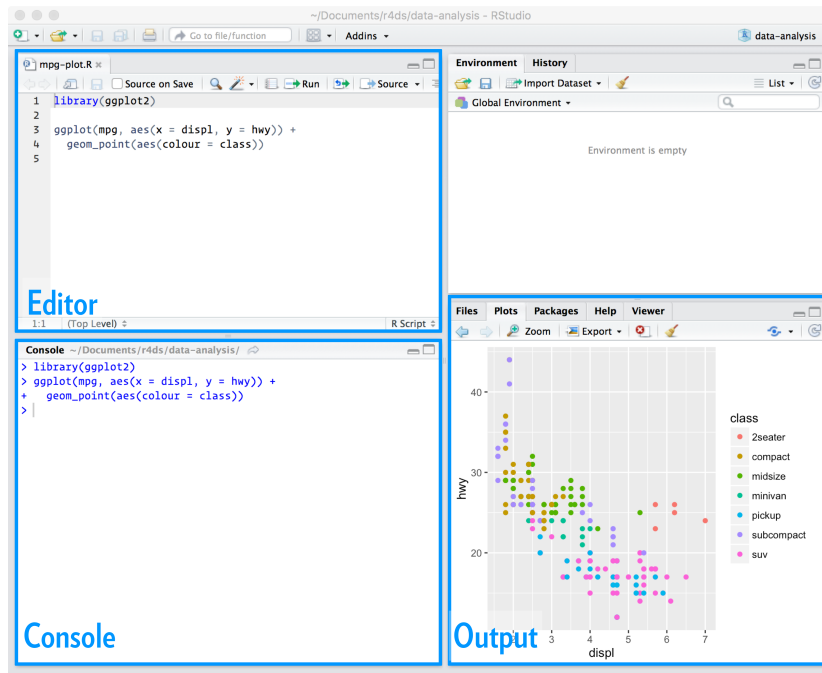 ~/Documents/r4ds/data-analysis - RStudio
Go to file/function
Addins
data-analysis
mpg-plot.R
Source on Save
Run
Source
1 library(ggplot2)
2
3 ggplot(mpg, aes(x = displ, y = hwy)) +
4   geom_point(aes(colour = class))
5
Editor
1:1 (Top Level)
R Script
Console ~/Documents/r4ds/data-analysis/
> library(ggplot2)
> ggplot(mpg, aes(x = displ, y = hwy)) +
+   geom_point(aes(colour = class))
>
Console
Environment History
Import Dataset
List
Global Environment
Environment is empty
Files Plots Packages Help Viewer
Zoom
Export
40
30
20
hwy
3 4 5 6 7
displ
class
2seater
compact
midsize
minivan
pickup
subcompact
suv
Output